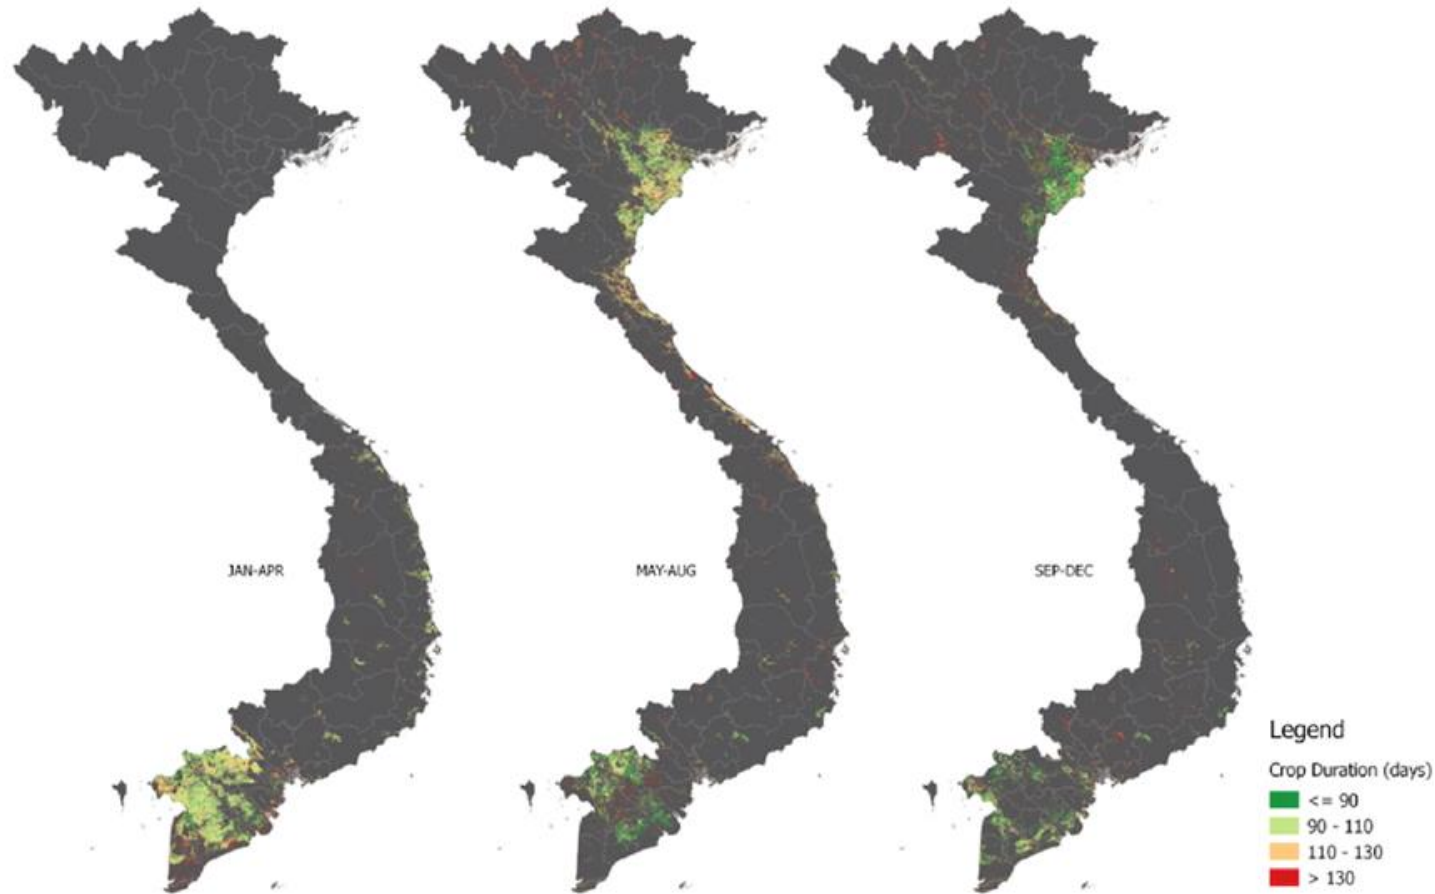 JAN-APR
MAY-AUG
SEP-DEC
Legend
Crop Duration (days)
<= 90
90 - 110
110 - 130
> 130